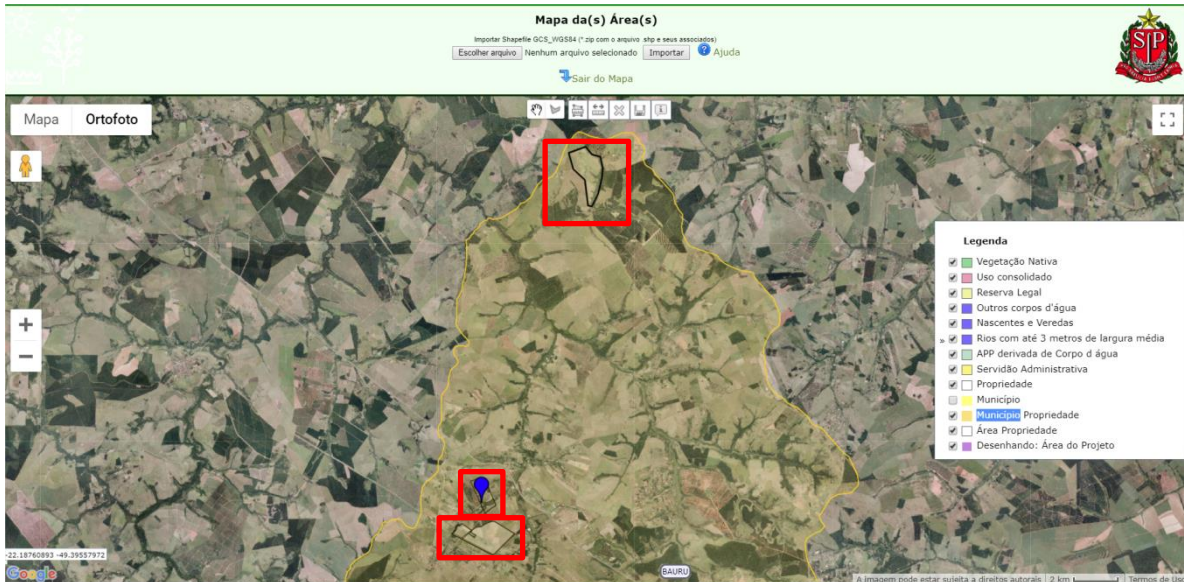 Mapa da(s) Área(s)
Importar Shapefile GCS_WGS84 (*.zip com o arquivo .shp e seus associados)
Escolher arquivo Nenhum arquivo selecionado Importar ? Ajuda
Sair do Mapa
SP
Mapa Ortofoto
Legenda
Vegetação Nativa
Uso consolidado
Reserva Legal
Outros corpos d'água
Nascentes e Veredas
» Rios com até 3 metros de largura média
APP derivada de Corpo d água
Servidão Administrativa
Propriedade
Município
Município Propriedade
Área Propriedade
Desenhando: Área do Projeto
+
−
-22.18760893 -49.39557972
BAURU
Google
A imagem pode estar sujeita a direitos autorais 2 km Termos de Uso